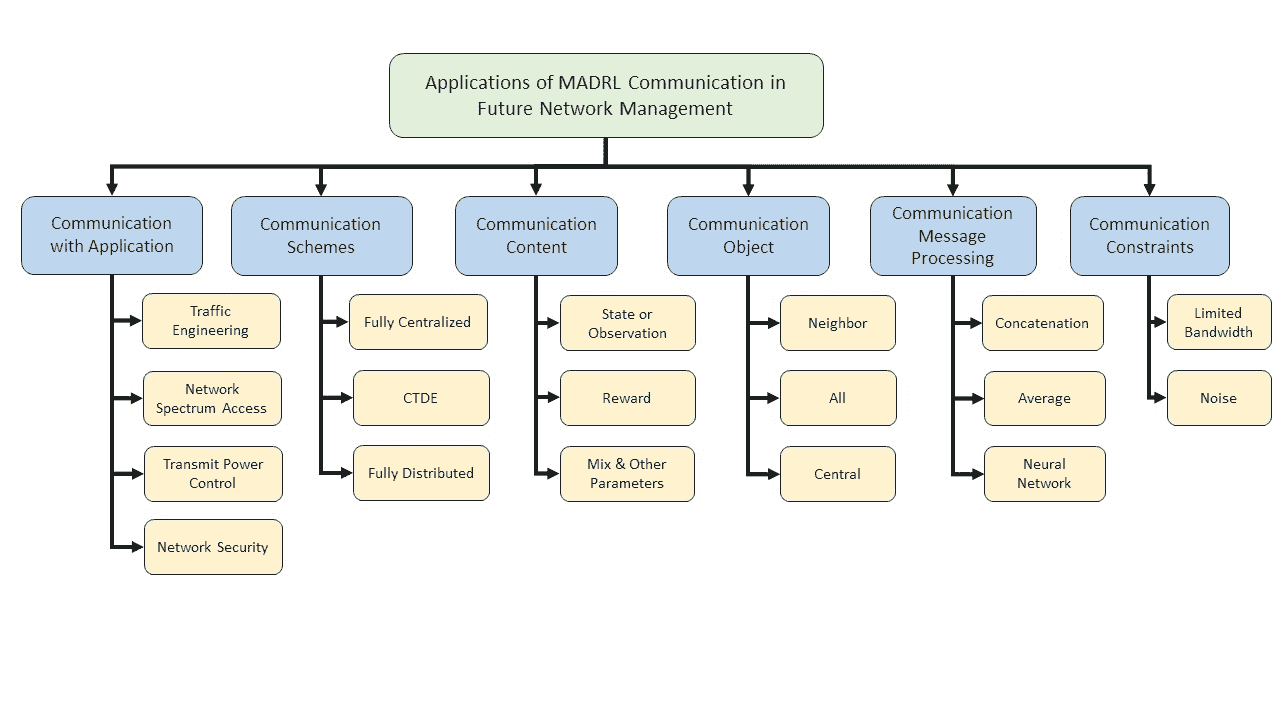 Applications of MADRL Communication in
Future Network Management
Communication
with Application
Communication
Schemes
Communication
Content
Communication
Object
Communication
Message
Processing
Communication
Constraints
Traffic
Engineering
Network
Spectrum Access
Transmit Power
Control
Network Security
Fully Centralized
CTDE
Fully Distributed
State or
Observation
Reward
Mix & Other
Parameters
Neighbor
All
Central
Concatenation
Average
Neural
Network
Limited
Bandwidth
Noise